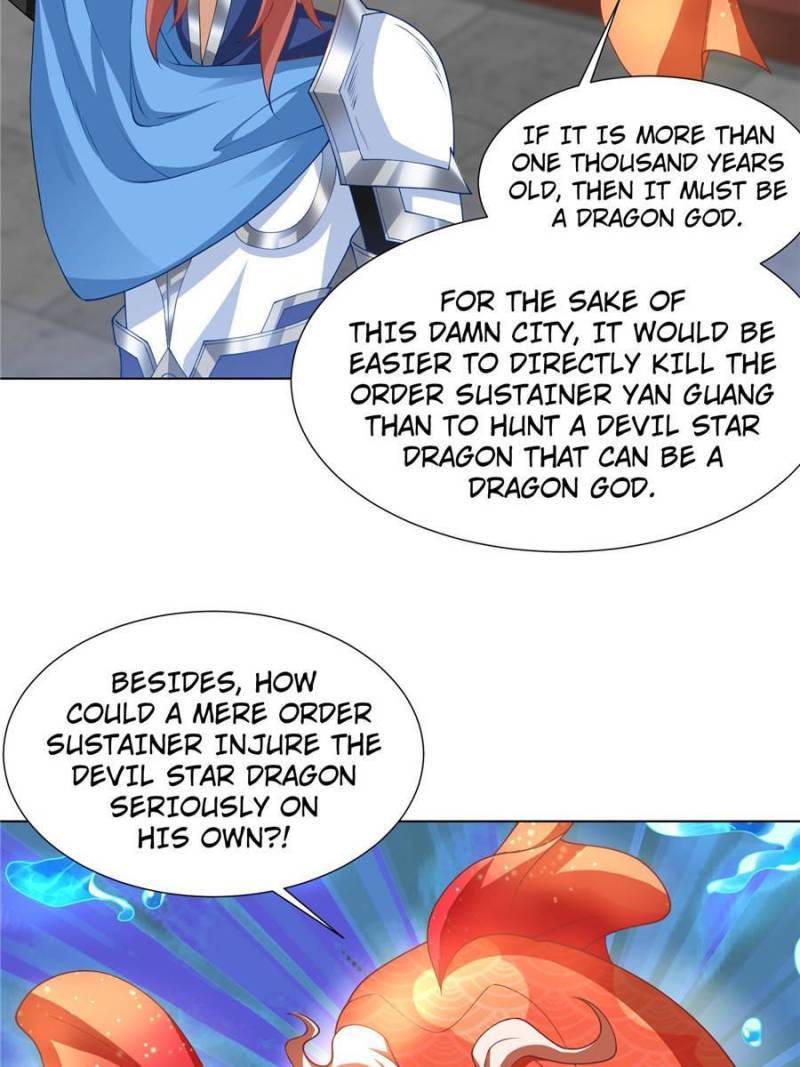 IF IT IS MORE THAN
ONE THOUSAND YEARS
OLD, THEN IT MUST BE
A DRAGON GOD.
FOR THE SAKE OF
THIS DAMN CITY, IT WOULD BE
EASIER TO DIRECTLY KILL THE
ORDER SUSTAINER YAN GUANG
THAN TO HUNT A DEVIL STAR
DRAGON THAT CAN BE A
DRAGON GOD.
BESIDES, HOW
COULD A MERE ORDER
SUSTAINER INJURE THE
DEVIL STAR DRAGON
SERIOUSLY ON
HIS OWN?!